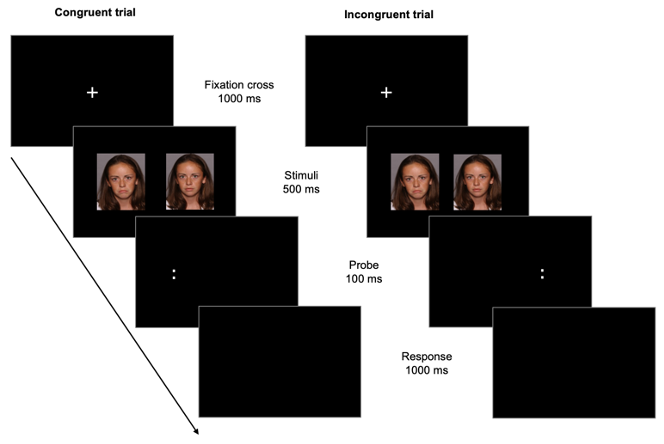 Congruent trial
Incongruent trial
Fixation cross
1000 ms
Stimuli
500 ms
Probe
100 ms
Response
1000 ms